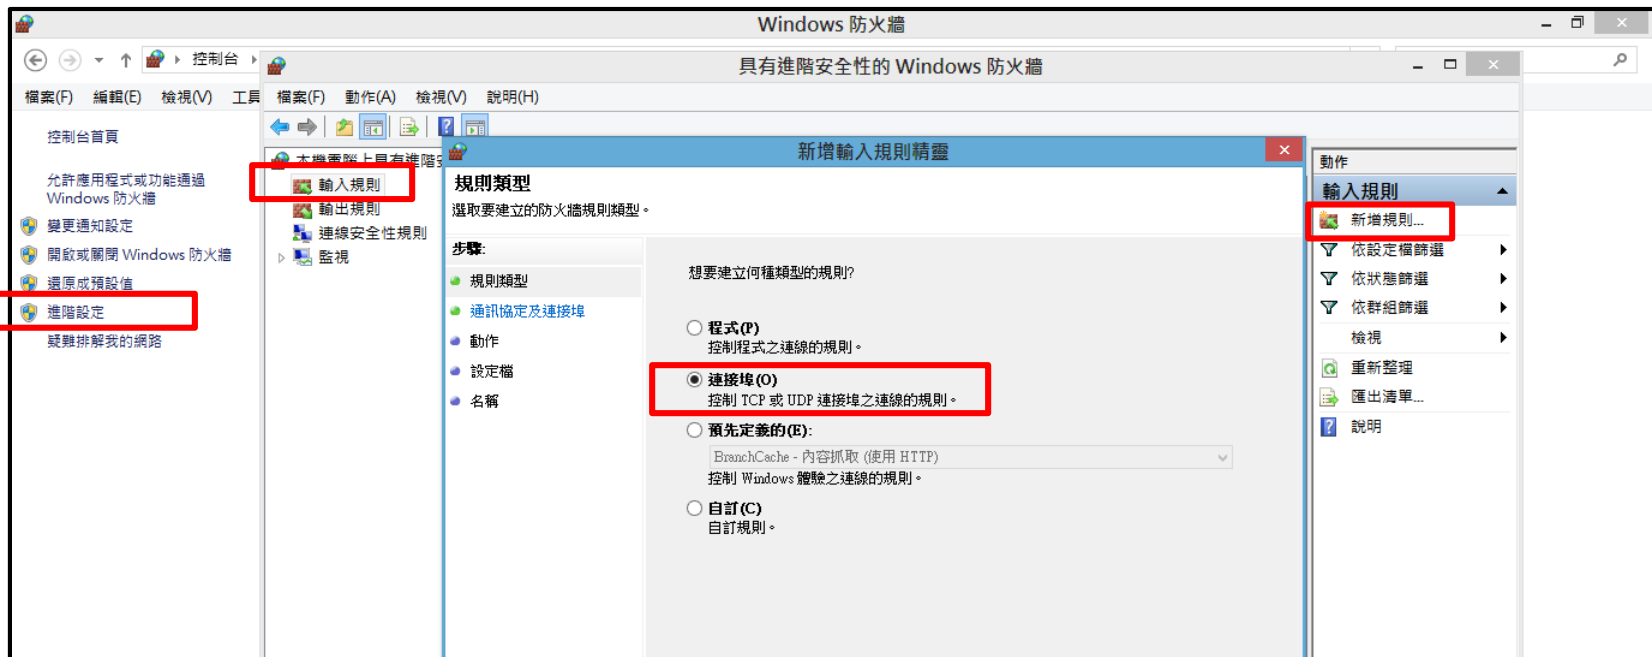 Windows 防火牆
控制台
檔案(F) 編輯(E) 檢視(V) 工具
控制台首頁
允許應用程式或功能通過
Windows 防火牆
變更通知設定
開啟或關閉 Windows 防火牆
還原成預設值
進階設定
疑難排解我的網路
具有進階安全性的 Windows 防火牆
檔案(F) 動作(A) 檢視(V) 說明(H)
本機電腦上具有進階安
輸入規則
輸出規則
連線安全性規則
監視
新增輸入規則精靈
規則類型
選取要建立的防火牆規則類型。
步驟:
規則類型
通訊協定及連接埠
動作
設定檔
名稱
想要建立何種類型的規則?
程式(P)
控制程式之連線的規則。
連接埠(O)
控制 TCP 或 UDP 連接埠之連線的規則。
預先定義的(E):
BranchCache - 內容抓取 (使用 HTTP)
控制 Windows 體驗之連線的規則。
自訂(C)
自訂規則。
動作
輸入規則
新增規則...
依設定檔篩選
依狀態篩選
依群組篩選
檢視
重新整理
匯出清單...
說明